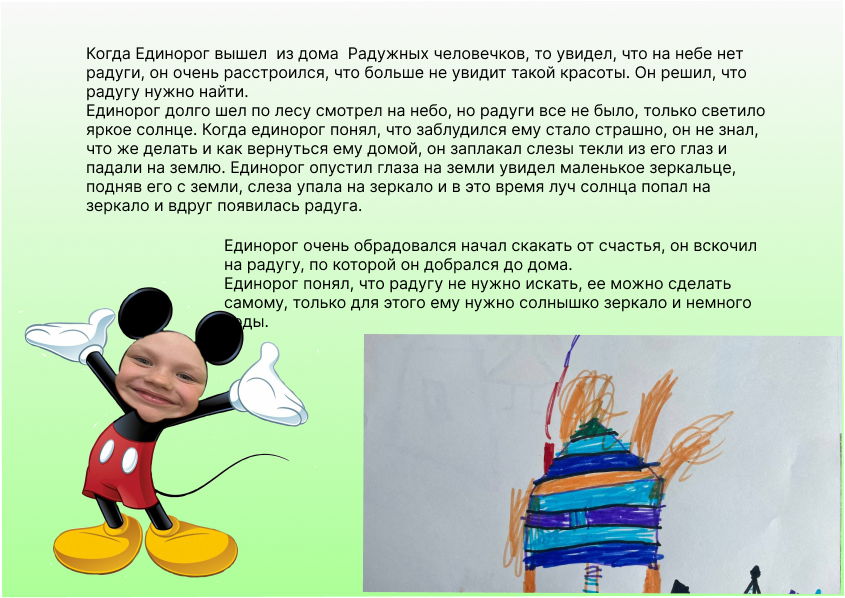 Когда Единорог вышел  из дома  Радужных человечков, то увидел, что на небе нет
радуги, он очень расстроился, что больше не увидит такой красоты. Он решил, что
радугу нужно найти.
Единорог долго шел по лесу смотрел на небо, но радуги все не было, только светило
яркое солнце. Когда единорог понял, что заблудился ему стало страшно, он не знал,
что же делать и как вернуться ему домой, он заплакал слезы текли из его глаз и
падали на землю. Единорог опустил глаза на земли увидел маленькое зеркальце,
подняв его с земли, слеза упала на зеркало и в это время луч солнца попал на
зеркало и вдруг появилась радуга.
Единорог очень обрадовался начал скакать от счастья, он вскочил
на радугу, по которой он добрался до дома.
Единорог понял, что радугу не нужно искать, ее можно сделать
самому, только для этого ему нужно солнышко зеркало и немного